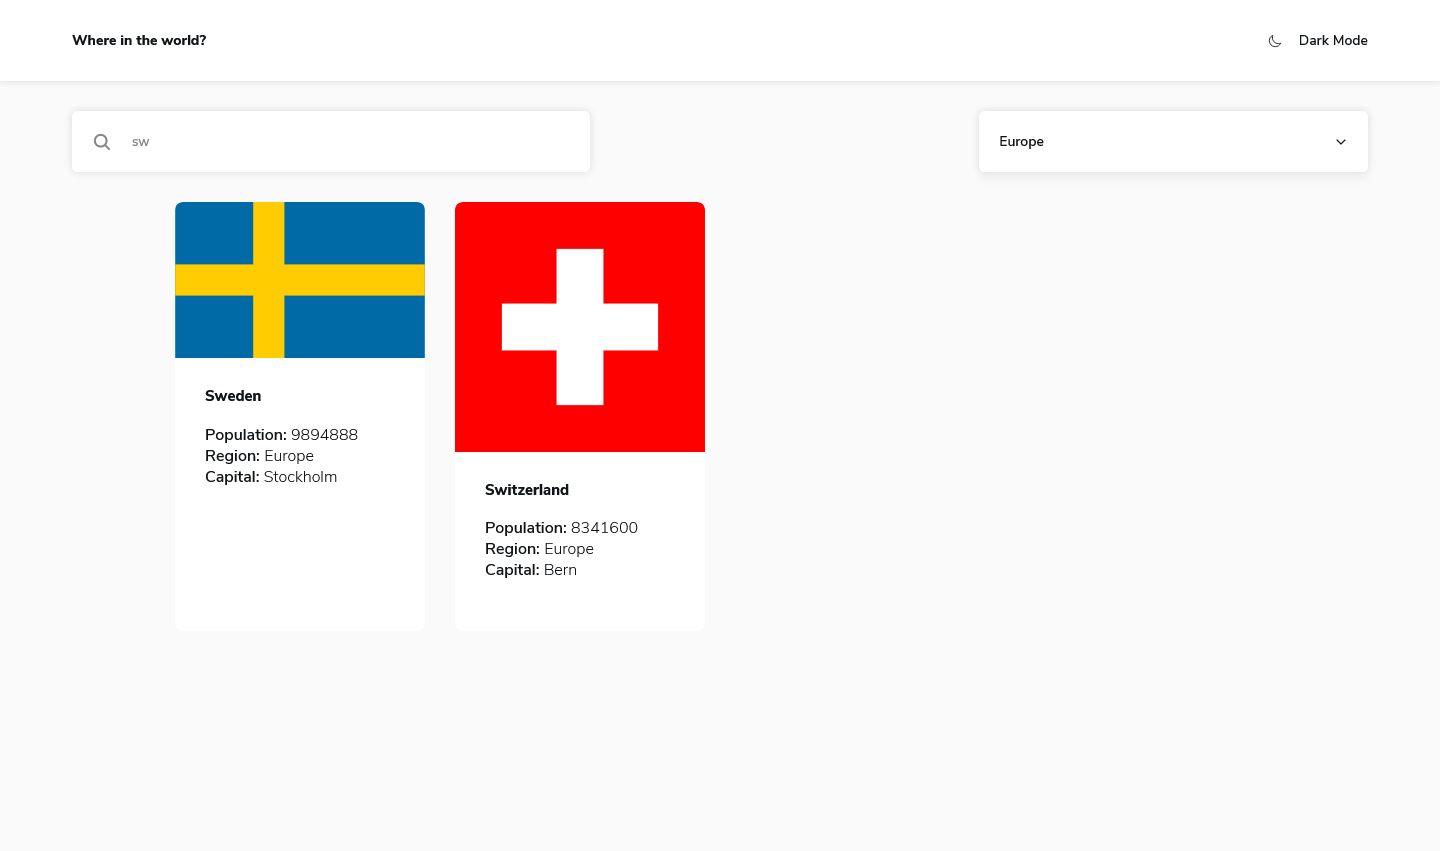 Where in the world?
Dark Mode
sw
Europe
Sweden
Population: 9894888
Region: Europe
Capital: Stockholm
Switzerland
Population: 8341600
Region: Europe
Capital: Bern